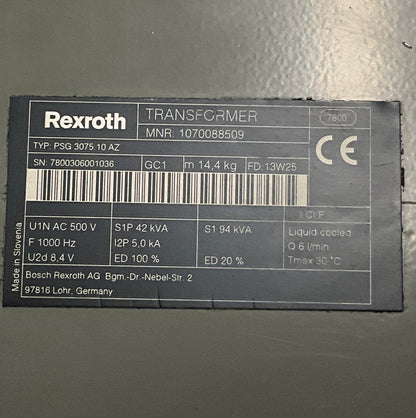 Rexroth TRANSFORMER 7800
MNR: 1070088509
TYP: PSG 3075.10 AZ
SN: 7800306001036 GC1 m 14,4 kg FD 13W25
CE
I Cl.F
U1N AC 500 V S1P 42 kVA S1 94 kVA Liquid cooled
F 1000 Hz I2P 5,0 kA Q 6 l/min
U2d 8,4 V ED 100 % ED 20 % Tmax 30 °C
Bosch Rexroth AG Bgm.-Dr.-Nebel-Str. 2
97816 Lohr, Germany
Made in Slovenia